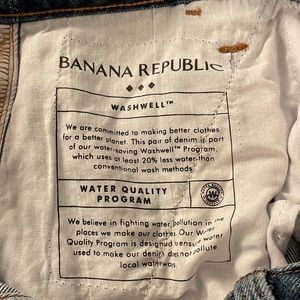 BANANA REPUBLIC
WASHWELL™
We are committed to making better clothes
for a better planet. This pair of denim is part
of our water-saving Washwell™ Program,
which uses at least 20% less water than
conventional wash methods.
WATER QUALITY
PROGRAM
We believe in fighting water pollution in the
places we make our clothes. Our Water
Quality Program is designed to ensure water
used to make our denim does not pollute
local waterways.